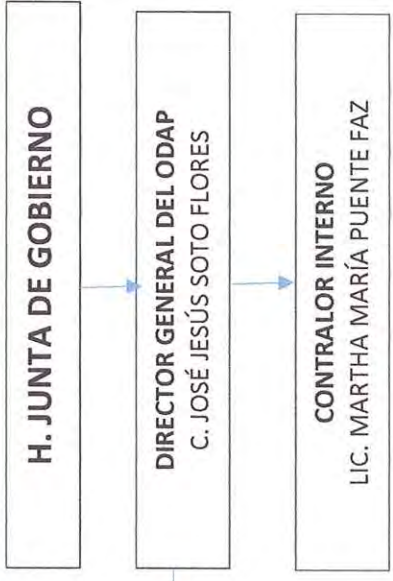 H. JUNTA DE GOBIERNO
DIRECTOR GENERAL DEL ODAP
C. JOSÉ JESÚS SOTO FLORES
CONTRALOR INTERNO
LIC. MARTHA MARÍA PUENTE FAZ